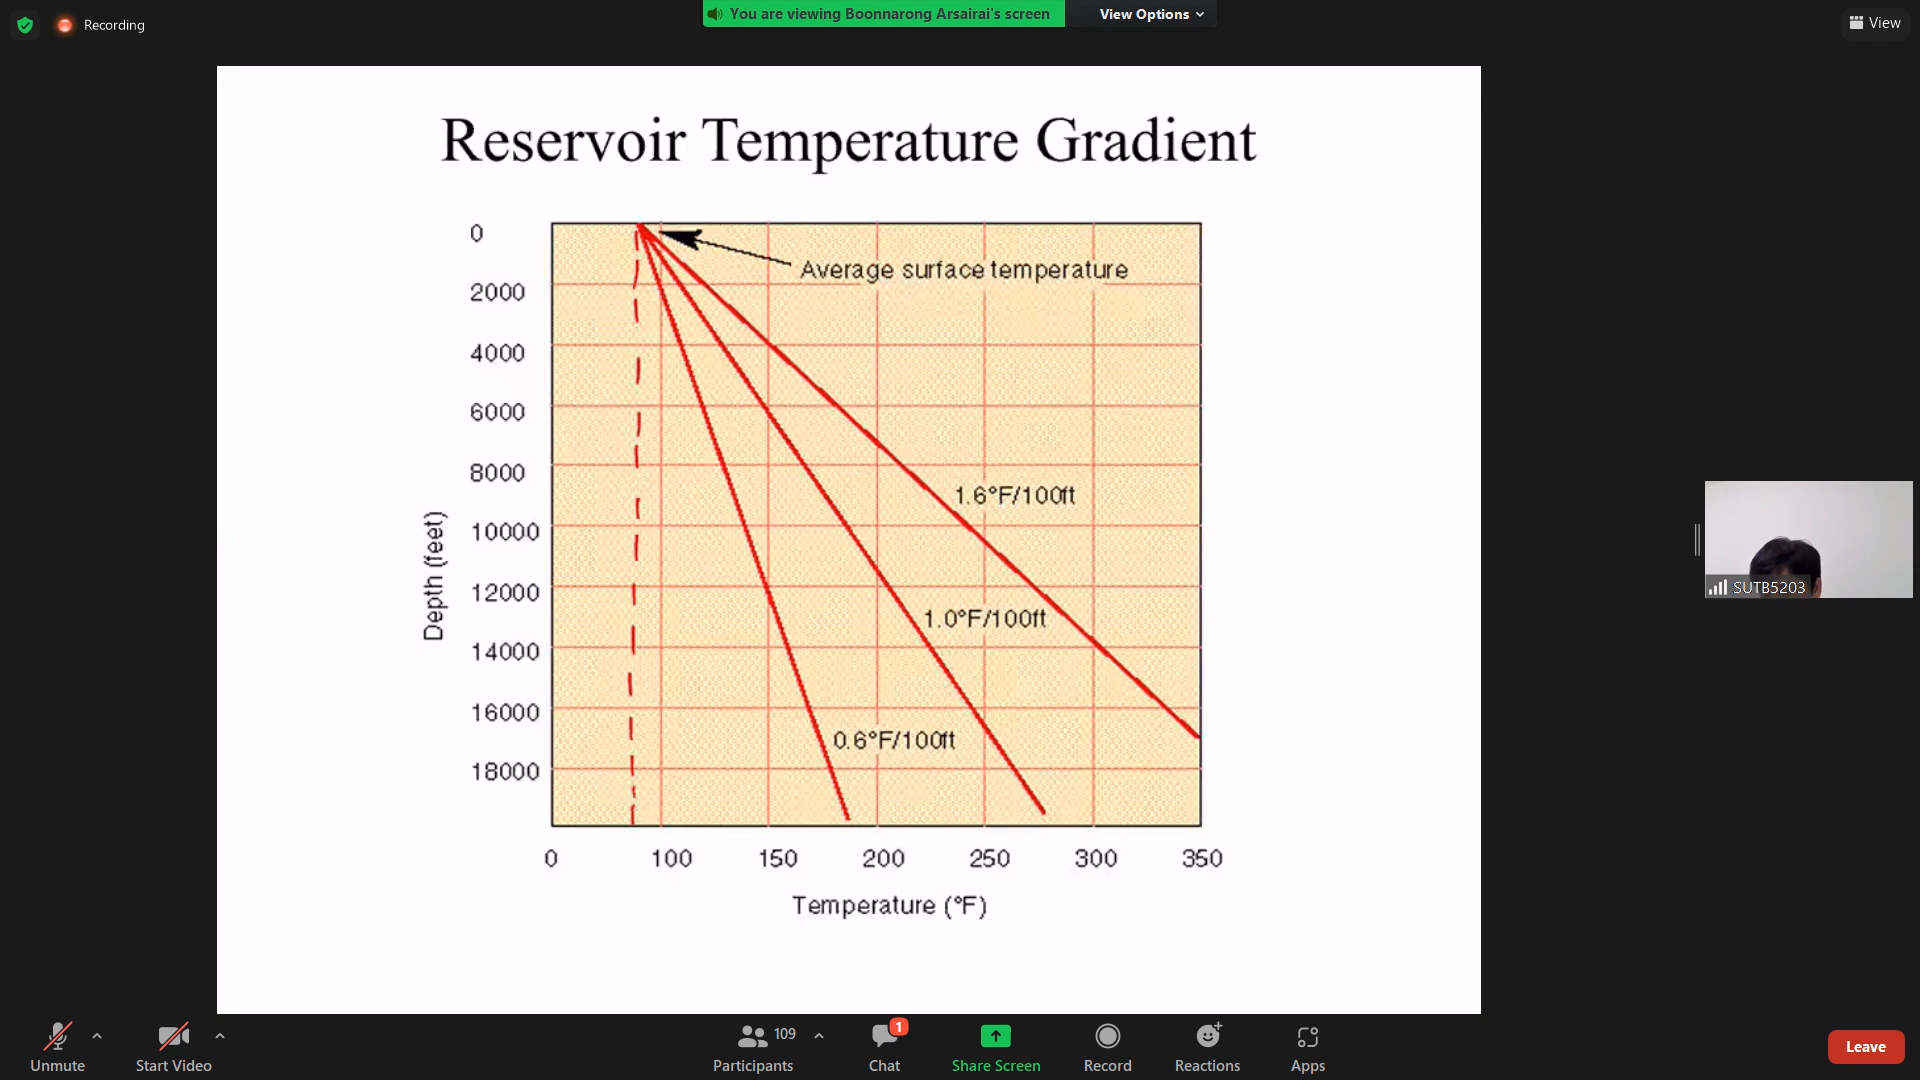 Recording
You are viewing Boonnarong Arsairai's screen
View Options
View
Reservoir Temperature Gradient
0
Average surface temperature
2000
4000
6000
8000
1.6°F/100ft
10000
Depth (feet)
12000
1.0°F/100ft
14000
16000
0.6°F/100ft
18000
0 100 150 200 250 300 350
Temperature (°F)
SUTB5203
Unmute
Start Video
109
Participants
1
Chat
Share Screen
Record
Reactions
Apps
Leave